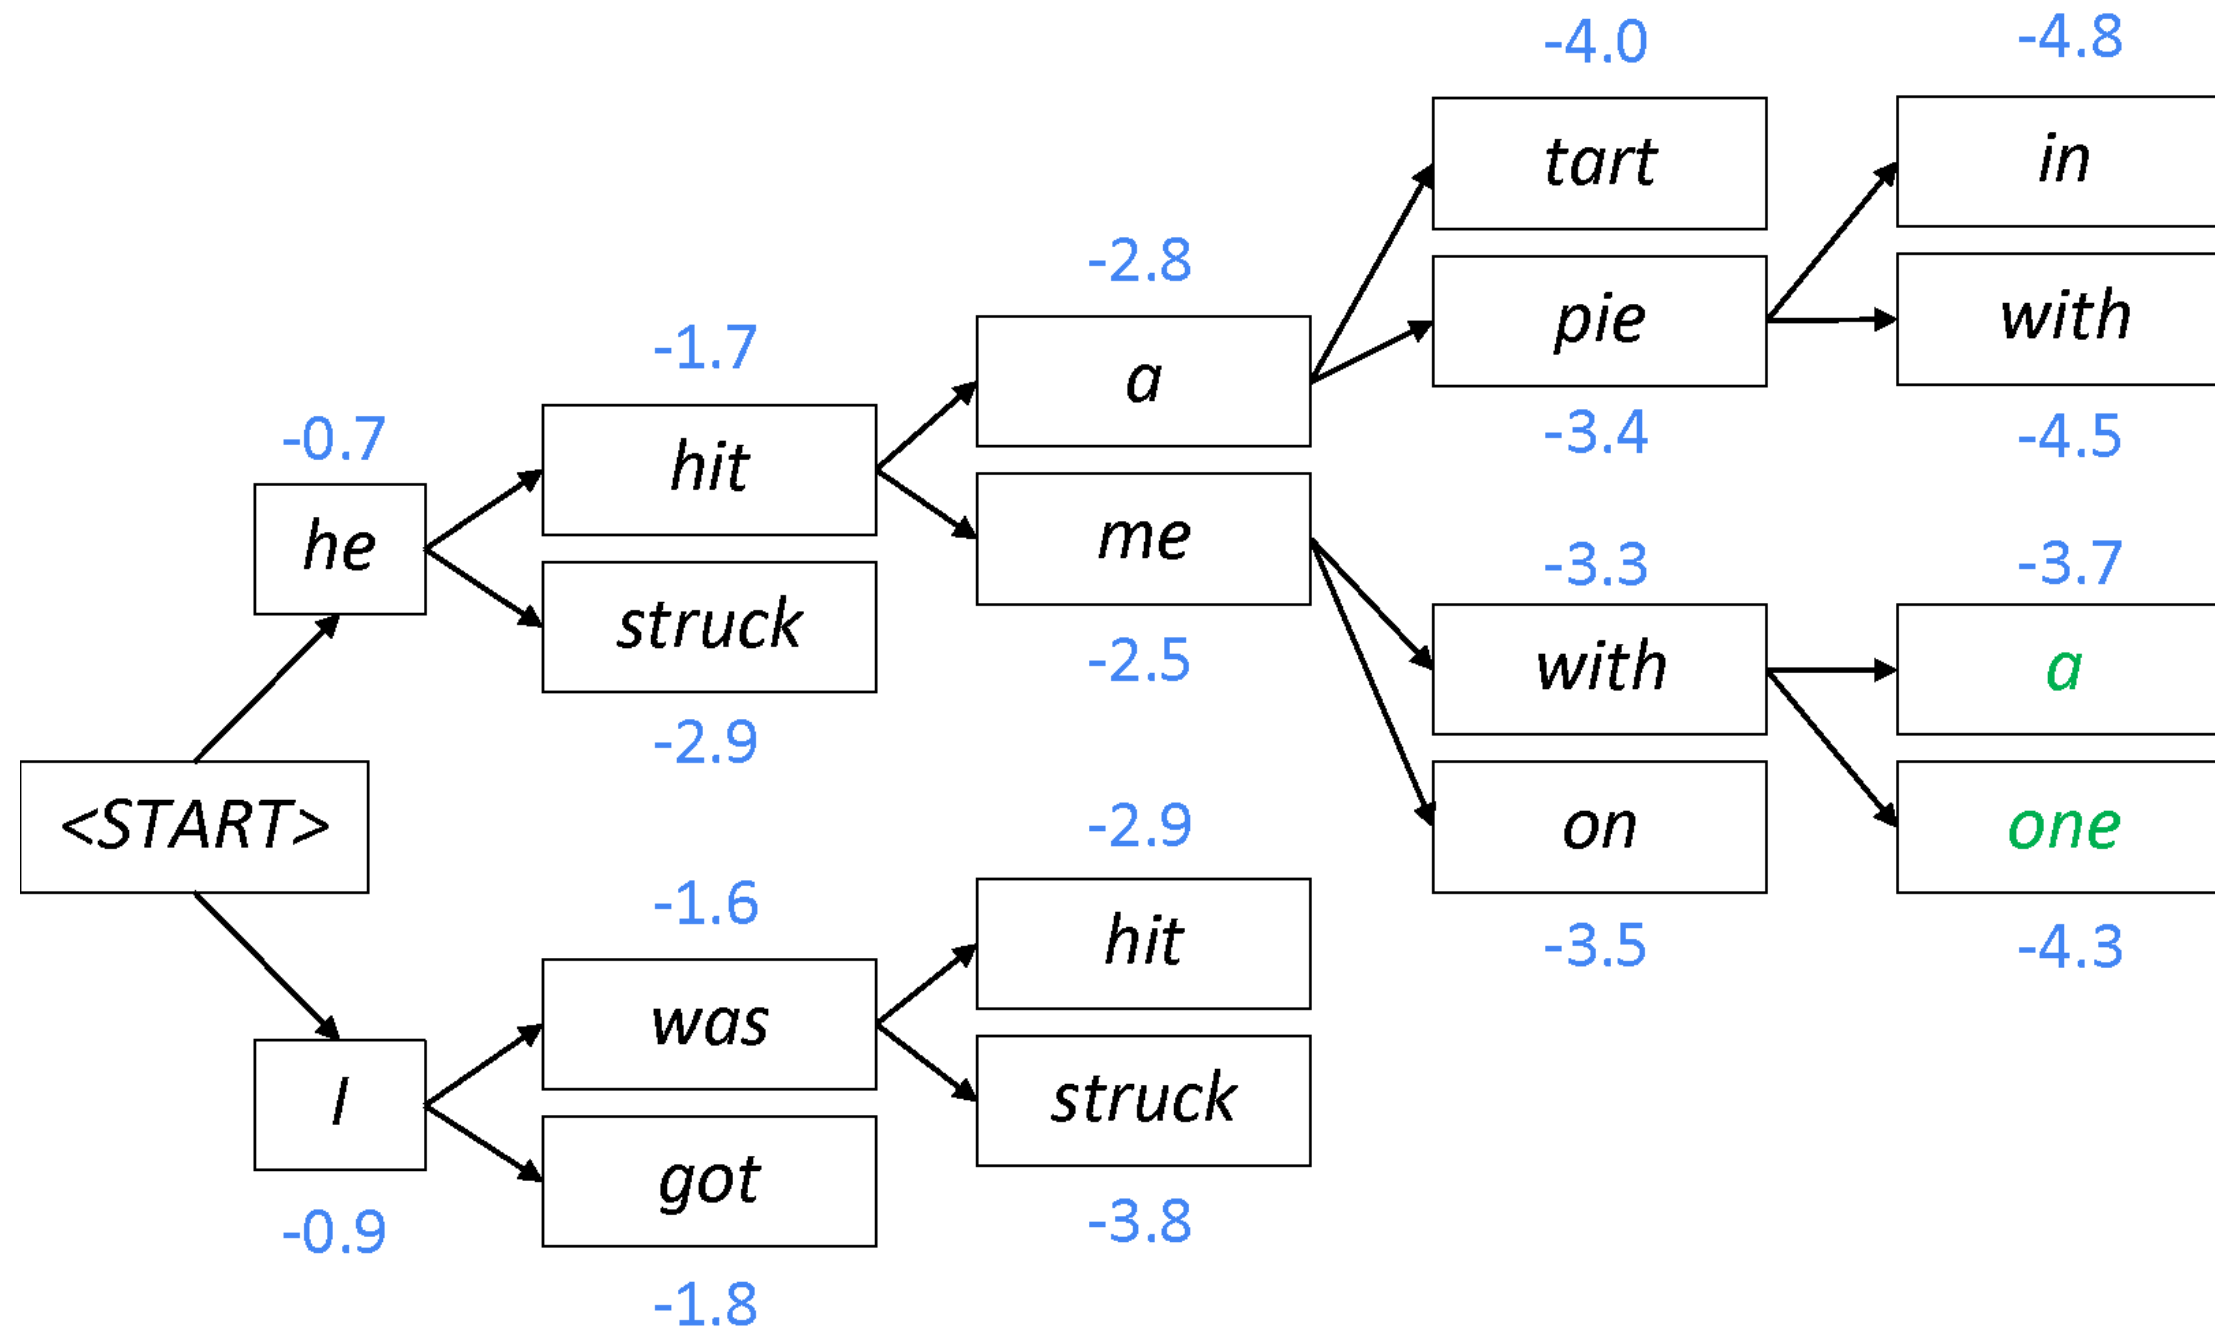 -4.0
-4.8
tart
in
-2.8
pie
with
-1.7
a
-3.4
-4.5
-0.7
hit
me
-3.3
-3.7
he
struck
-2.5
with
a
-2.9
<START>
-2.9
on
one
-1.6
hit
-3.5
-4.3
was
struck
I
got
-3.8
-0.9
-1.8